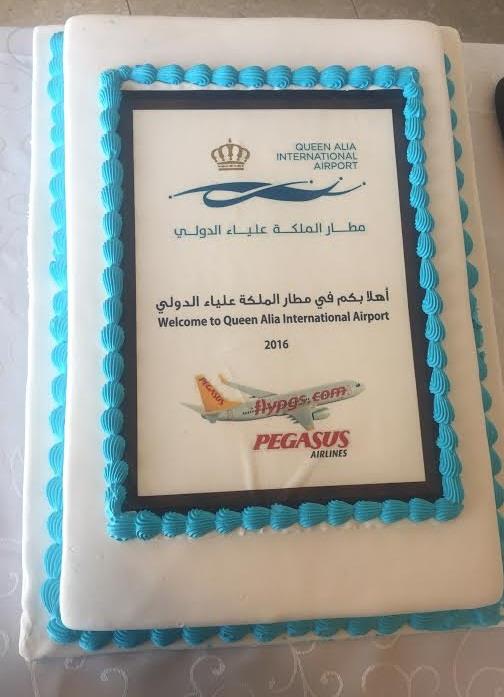 QUEEN ALIA
INTERNATIONAL
AIRPORT
مطار الملكة علياء الدولي
أهلا بكم في مطار الملكة علياء الدولي
Welcome to Queen Alia International Airport
2016
PEGASUS
flypgs.com
PEGASUS
AIRLINES